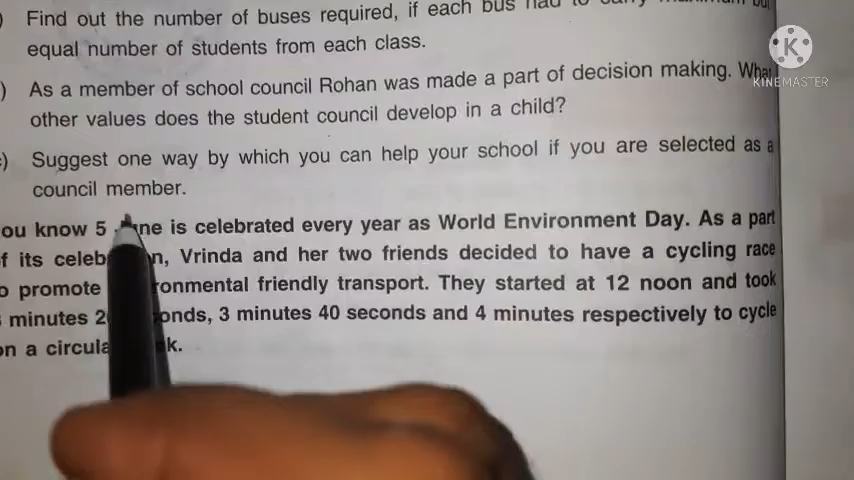 ) Find out the number of buses required, if each bus had to carry maximum but
equal number of students from each class.
) As a member of school council Rohan was made a part of decision making. What
other values does the student council develop in a child?
) Suggest one way by which you can help your school if you are selected as a
council member.
ou know 5 ne is celebrated every year as World Environment Day. As a part
f its celeb n, Vrinda and her two friends decided to have a cycling race
o promote ronmental friendly transport. They started at 12 noon and took
minutes 2 onds, 3 minutes 40 seconds and 4 minutes respectively to cycle
on a circula k.
K
KINEMASTER